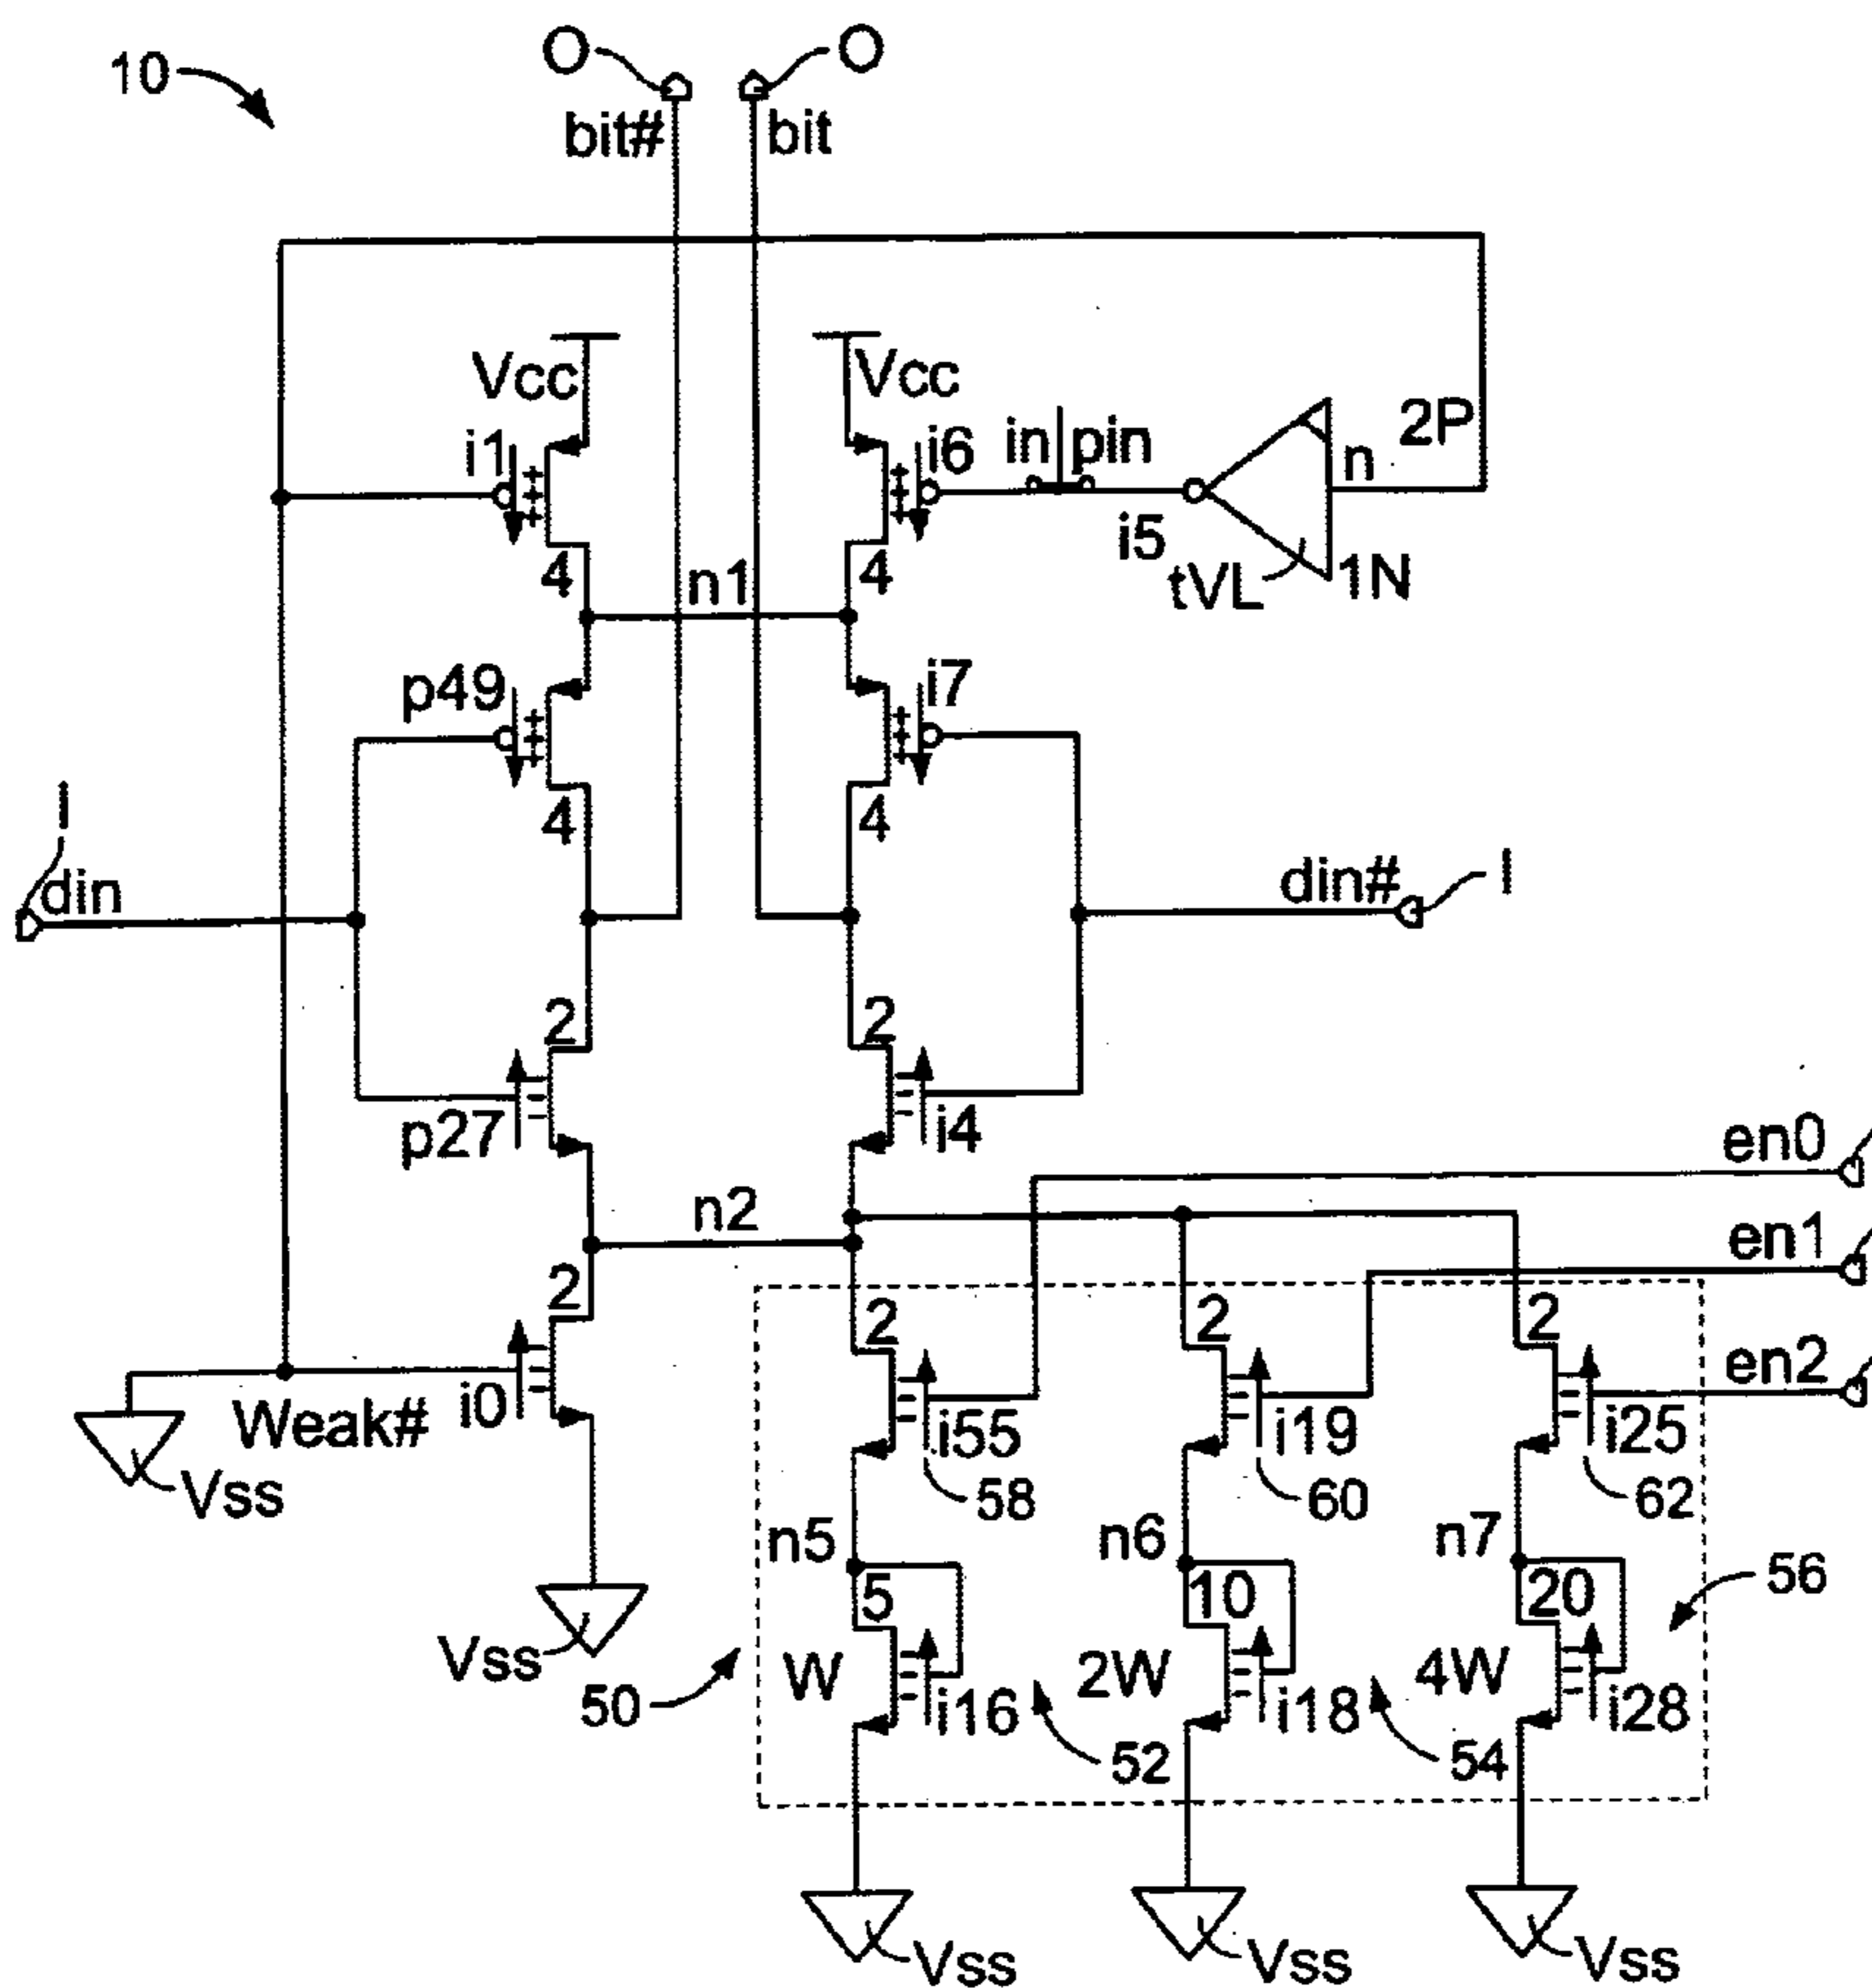 10
O
O
bit#
bit
Vcc
Vcc
i1
i6
in
pin
2P
n
4
n1
4
i5
tVL
1N
p49
i7
4
4
I
din
din#
I
2
2
p27
i4
en0
n2
en1
2
2
2
2
en2
Weak#
i0
i55
i19
i25
Vss
58
60
62
n5
n6
n7
5
10
20
56
Vss
50
W
i16
2W
i18
4W
i28
52
54
Vss
Vss
Vss